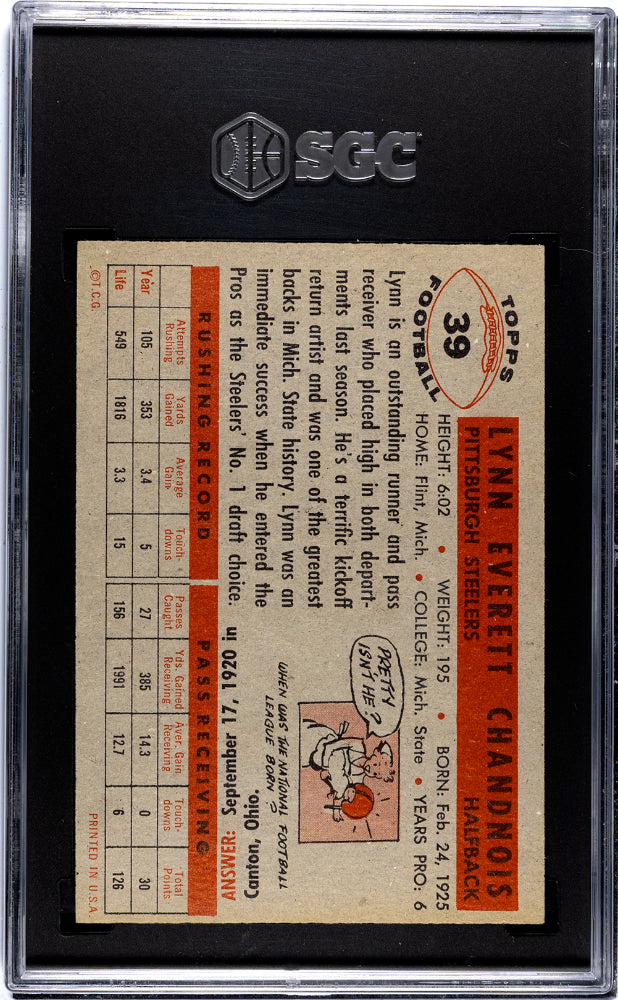 SGC
TOPPS
39
FOOTBALL
LYNN EVERETT CHANDNOIS
PITTSBURGH STEELERS HALFBACK
HEIGHT: 6:02 • WEIGHT: 195 • BORN: Feb. 24, 1925
HOME: Flint, Mich. • COLLEGE: Mich. State • YEARS PRO: 6
Lynn is an outstanding runner and pass
receiver who placed high in both depart-
ments last season. He's a terrific kickoff
return artist and was one of the greatest
backs in Mich. State history. Lynn was an
immediate success when he entered the
Pros as the Steelers' No. 1 draft choice.
PRETTY
ISN'T HE?
WHEN WAS THE NATIONAL FOOTBALL
LEAGUE BORN?
ANSWER: September 17, 1920 in
Canton, Ohio.
RUSHING RECORD PASS RECEIVING
Year Attempts Rushing Yards Gained Average Gain Touch-downs Passes Caught Yds. Gained Receiving Aver. Gain Receiving Touch-downs Total Points
Year 105 353 3.4 5 27 385 14.3 0 30
Life 549 1816 3.3 15 156 1991 12.7 6 126
©T.C.G. PRINTED IN U.S.A.